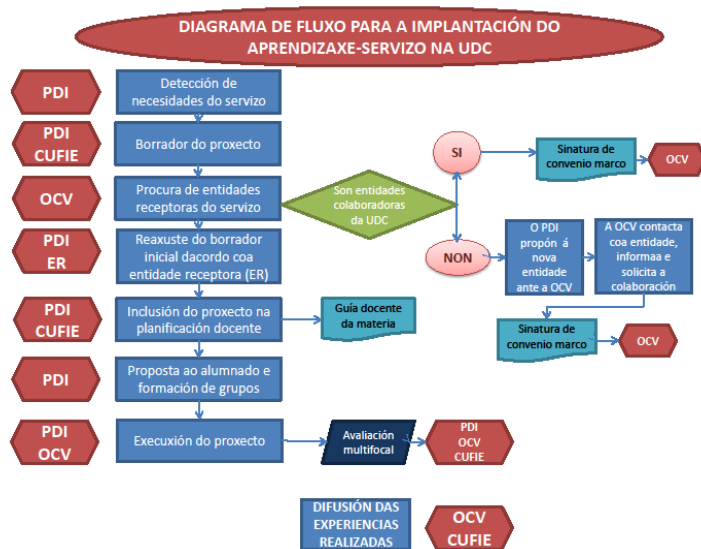 DIAGRAMA DE FLUXO PARA A IMPLANTACIÓN DO
APRENDIZAXE-SERVIZO NA UDC
PDI
Detección de
necesidades do servizo
PDI
CUFIE
Borrador do proxecto
SI
Sinatura de
convenio marco
OCV
OCV
Procura de entidades
receptoras do servizo
Son entidades
colaboradoras
da UDC
PDI
ER
Reaxuste do borrador
inicial dacordo coa
entidade receptora (ER)
NON
O PDI
propón á
nova
entidade
ante a OCV
A OCV contacta
coa entidade,
informaa e
solicita a
colaboración
PDI
CUFIE
Inclusión do proxecto na
planificación docente
Guía docente
da materia
Sinatura de
convenio marco
OCV
PDI
Proposta ao alumnado e
formación de grupos
PDI
OCV
Execuxión do proxecto
Avaliación
multifocal
PDI
OCV
CUFIE
DIFUSIÓN DAS
EXPERIENCIAS
REALIZADAS
OCV
CUFIE